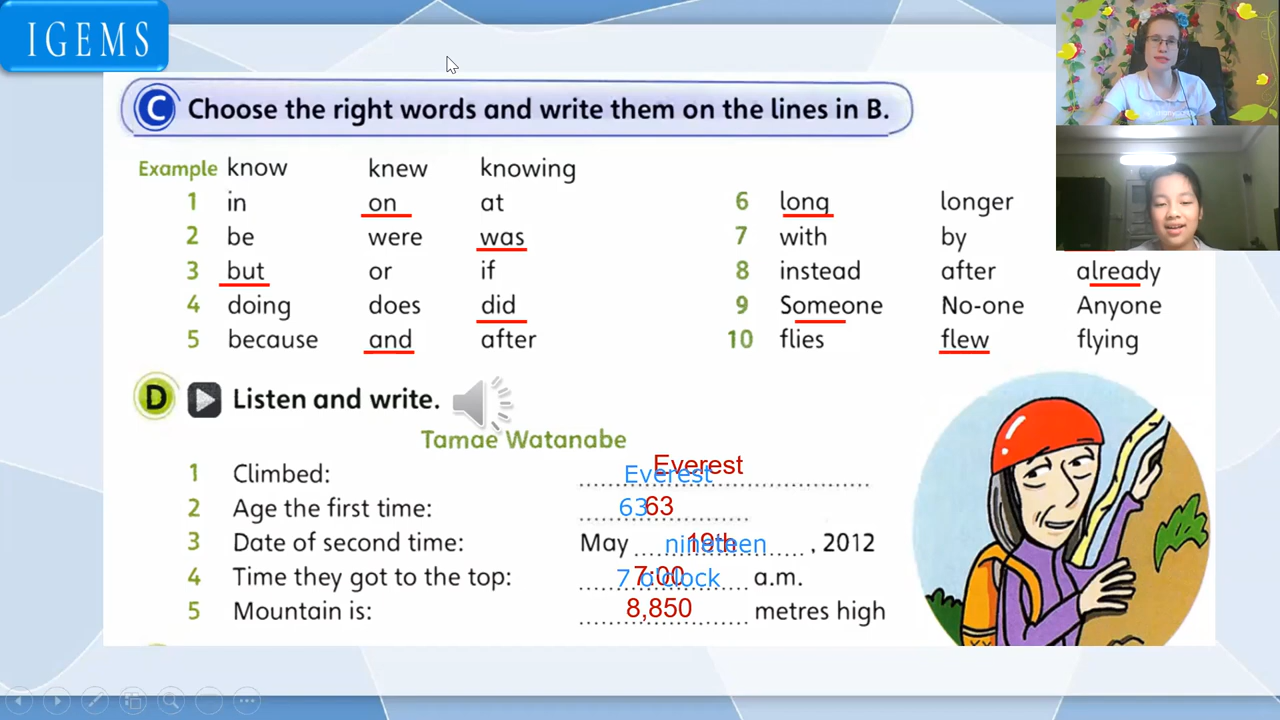 IGEMS
C Choose the right words and write them on the lines in B.
Example know knew knowing
1 in on at
2 be were was
3 but or if
4 doing does did
5 because and after
6 long longer
7 with by
8 instead after already
9 Someone No-one Anyone
10 flies flew flying
D Listen and write.
Tamae Watanabe
1 Climbed: Everest Everest
2 Age the first time: 63 63
3 Date of second time: May nineteen 19th , 2012
4 Time they got to the top: 7 o'clock 7:00 a.m.
5 Mountain is: 8,850 metres high